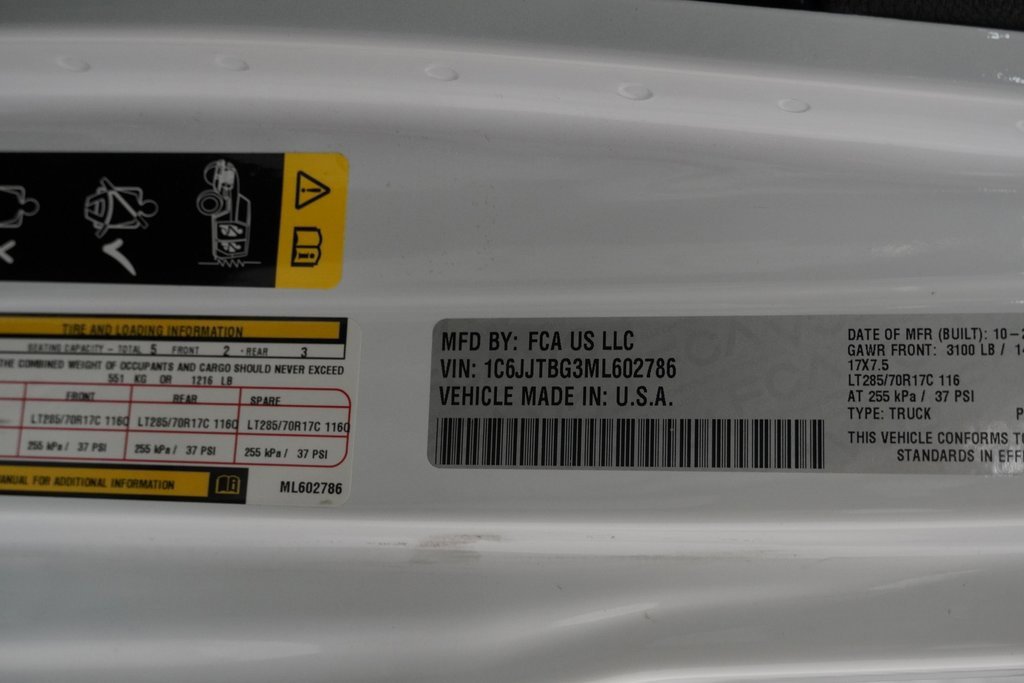 TIRE AND LOADING INFORMATION
SEATING CAPACITY - TOTAL 5 FRONT 2 - REAR 3
THE COMBINED WEIGHT OF OCCUPANTS AND CARGO SHOULD NEVER EXCEED
551 KG OR 1216 LB
FRONT REAR SPARE
LT285/70R17C 116Q LT285/70R17C 116Q LT285/70R17C 116Q
255 kPa / 37 PSI 255 kPa / 37 PSI 255 kPa / 37 PSI
MANUAL FOR ADDITIONAL INFORMATION
ML602786
MFD BY: FCA US LLC
VIN: 1C6JJTBG3ML602786
VEHICLE MADE IN: U.S.A.
DATE OF MFR (BUILT): 10-2
GAWR FRONT: 3100 LB / 14
17X7.5
LT285/70R17C 116
AT 255 kPa / 37 PSI
TYPE: TRUCK P
THIS VEHICLE CONFORMS TO
STANDARDS IN EFF